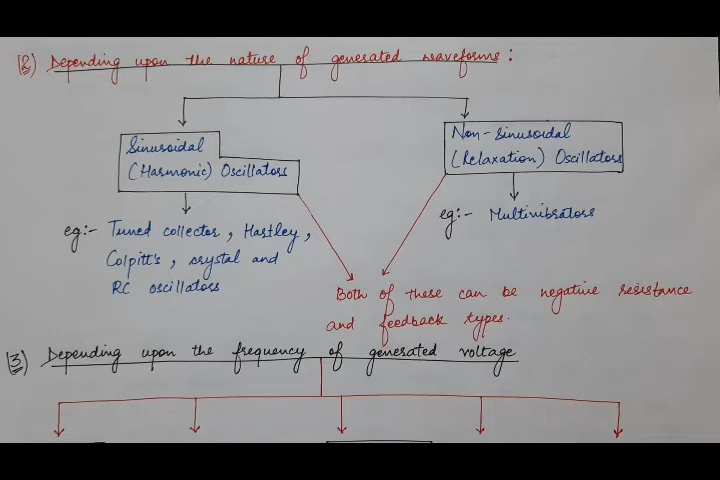 (2) Depending upon the nature of generated waveforms :
Sinusoidal
(Harmonic) Oscillators
Non-Sinusoidal
(Relaxation) Oscillators
eg:- Tuned collector, Hartley,
Colpitt's, crystal and
RC oscillators
eg:- Multivibrators
Both of these can be negative resistance
and feedback types.
(3) Depending upon the frequency of generated voltage